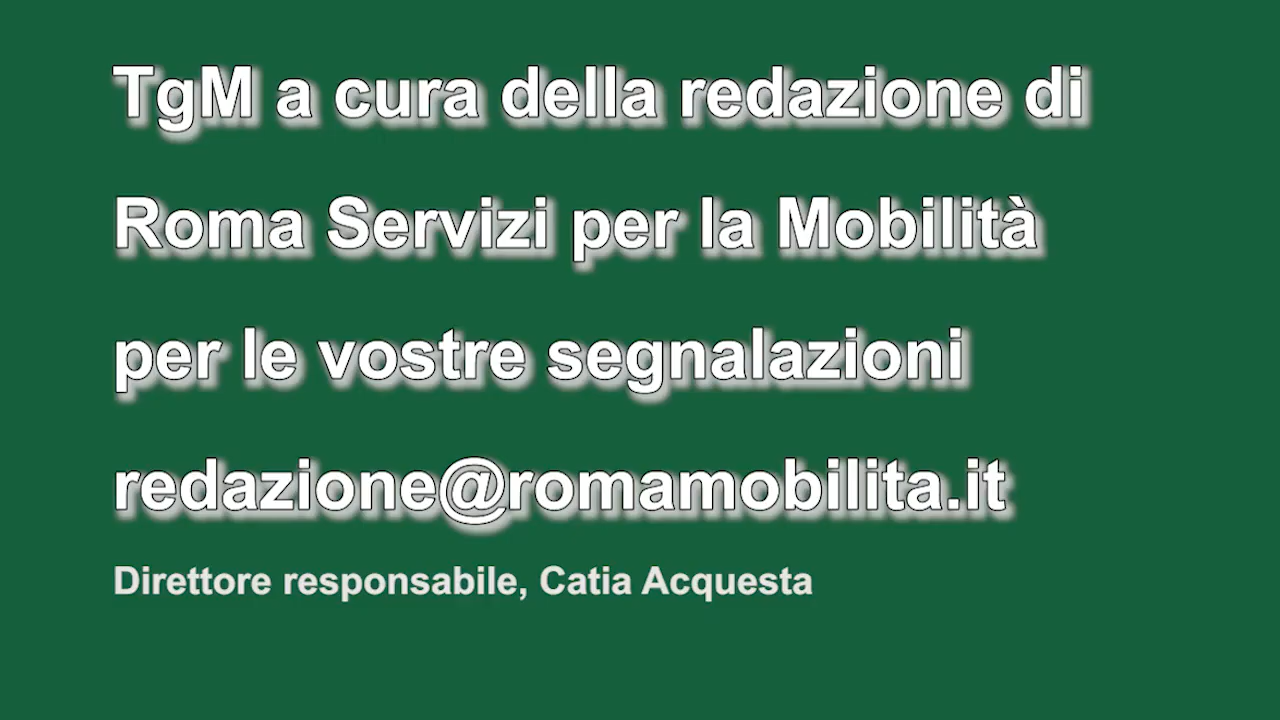 TgM a cura della redazione di
Roma Servizi per la Mobilità
per le vostre segnalazioni
redazione@romamobilita.it
Direttore responsabile, Catia Acquesta